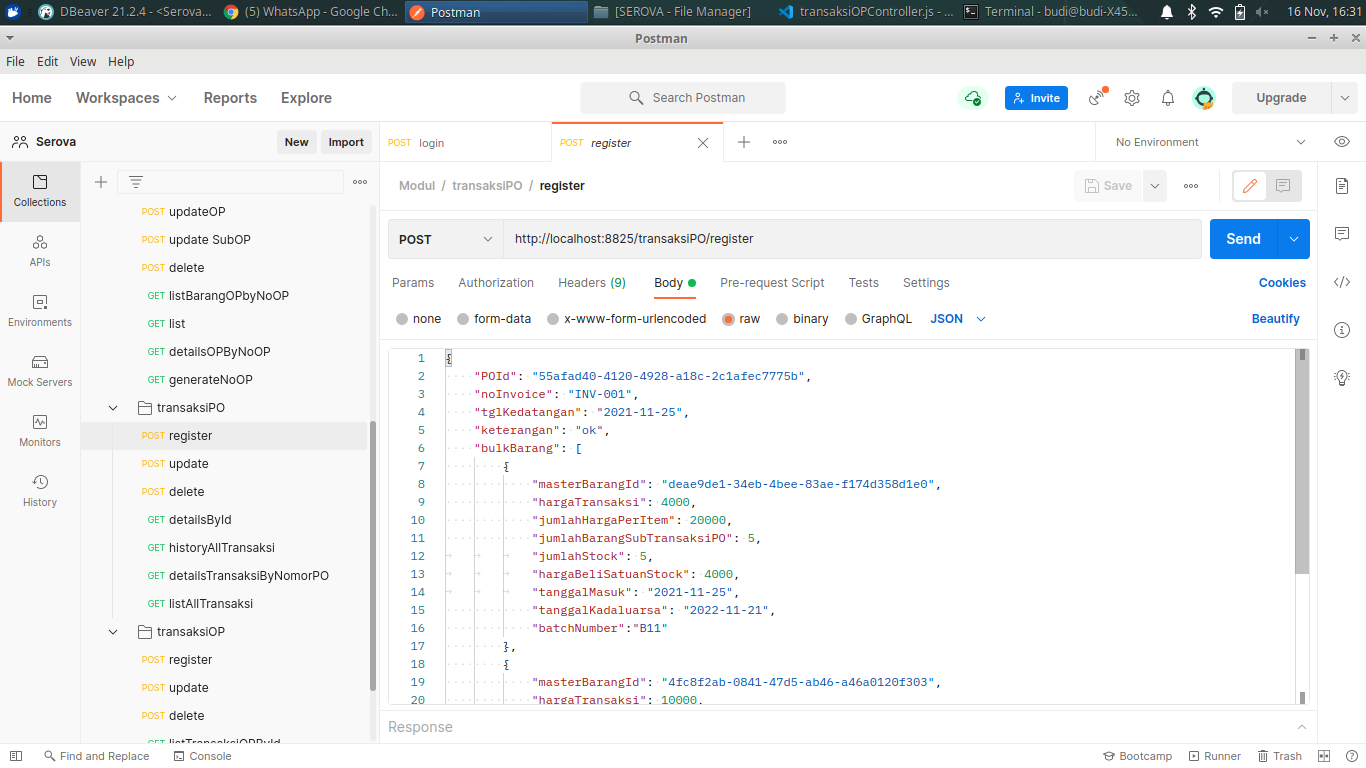 DBeaver 21.2.4 - <Serova... (5) WhatsApp - Google Ch... Postman [SEROVA - File Manager] transaksiOPController.js - ... Terminal - budi@budi-X45... 16 Nov, 16:31
Postman
File Edit View Help
Home Workspaces Reports Explore Search Postman Invite Upgrade
Serova New Import POST login POST register No Environment
Collections
APIs
Environments
Mock Servers
Monitors
History
POST updateOP
POST update SubOP
POST delete
GET listBarangOPbyNoOP
GET list
GET detailsOPByNoOP
GET generateNoOP
transaksiPO
POST register
POST update
POST delete
GET detailsById
GET historyAllTransaksi
GET detailsTransaksiByNomorPO
GET listAllTransaksi
transaksiOP
POST register
POST update
POST delete
GET listTransaksiOPById
Modul / transaksiPO / register Save
POST http://localhost:8825/transaksiPO/register Send
Params Authorization Headers (9) Body Pre-request Script Tests Settings Cookies
none form-data x-www-form-urlencoded raw binary GraphQL JSON Beautify
1 {
2 "POId": "55afad40-4120-4928-a18c-2c1afec7775b",
3 "noInvoice": "INV-001",
4 "tglKedatangan": "2021-11-25",
5 "keterangan": "ok",
6 "bulkBarang": [
7 {
8 "masterBarangId": "deae9de1-34eb-4bee-83ae-f174d358d1e0",
9 "hargaTransaksi": 4000,
10 "jumlahHargaPerItem": 20000,
11 "jumlahBarangSubTransaksiPO": 5,
12 "jumlahStock": 5,
13 "hargaBeliSatuanStock": 4000,
14 "tanggalMasuk": "2021-11-25",
15 "tanggalKadaluarsa": "2022-11-21",
16 "batchNumber":"B11"
17 },
18 {
19 "masterBarangId": "4fc8f2ab-0841-47d5-ab46-a46a0120f303",
20 "hargaTransaksi": 10000,
Response
Find and Replace Console Bootcamp Runner Trash